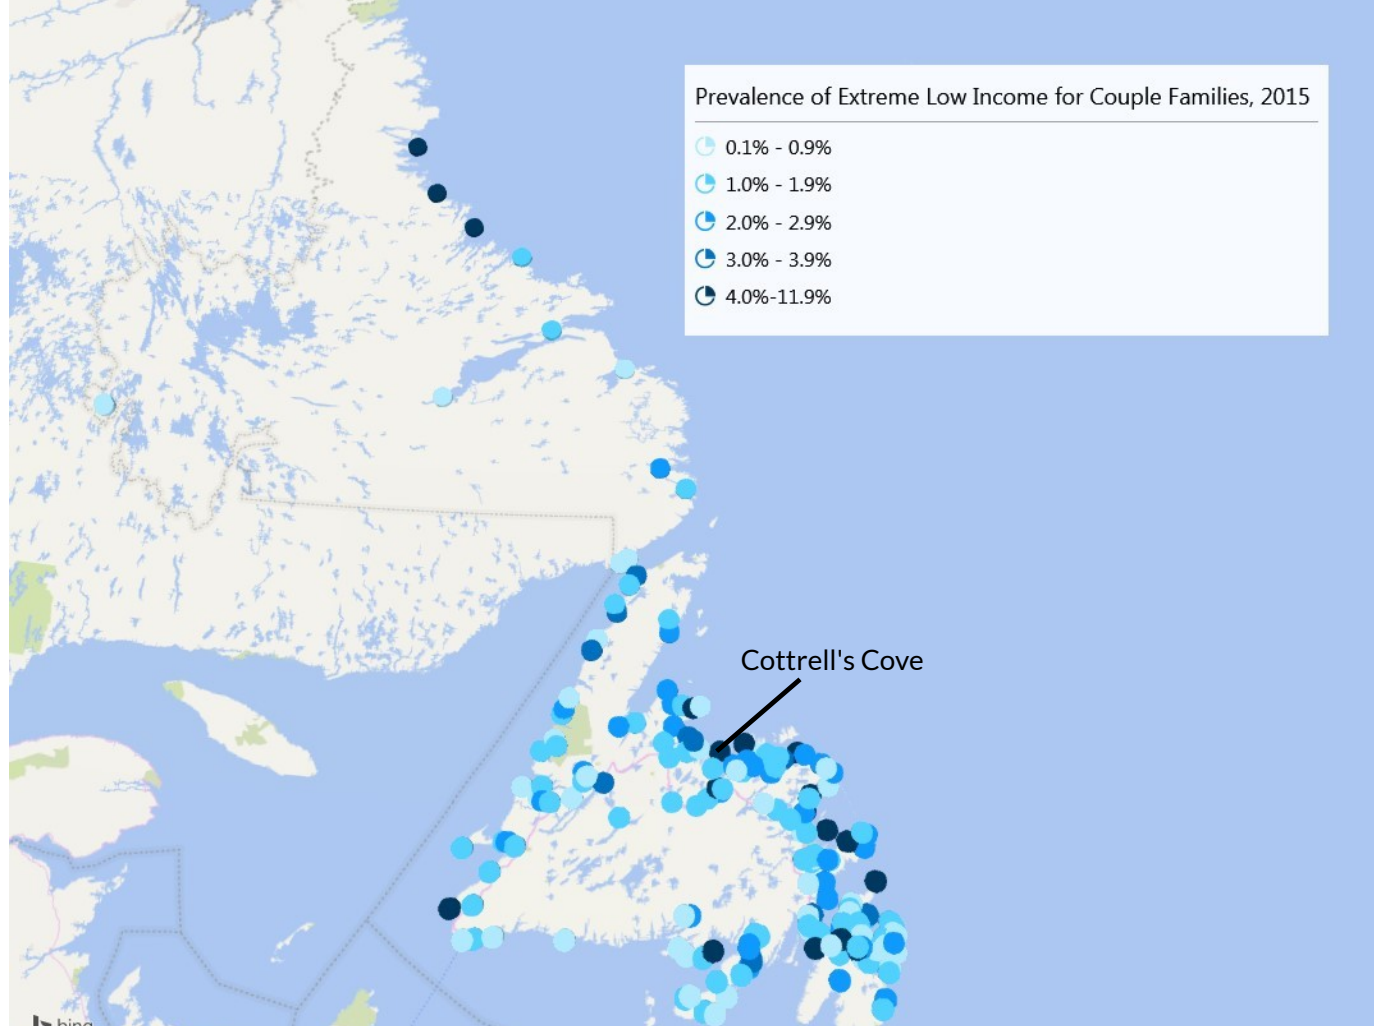 Prevalence of Extreme Low Income for Couple Families, 2015
0.1% - 0.9%
1.0% - 1.9%
2.0% - 2.9%
3.0% - 3.9%
4.0%-11.9%
Cottrell's Cove
bing